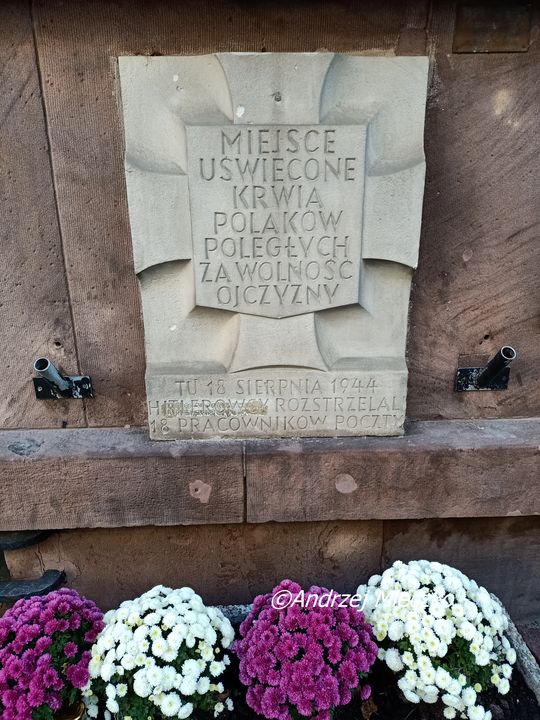 MIEJSCE
UŚWIĘCONE
KRWIĄ
POLAKÓW
POLEGŁYCH
ZA WOLNOŚĆ
OJCZYZNY
TU 18 SIERPNIA 1944
HITLEROWCY ROZSTRZELALI
18 PRACOWNIKÓW POCZTY
©Andrzej